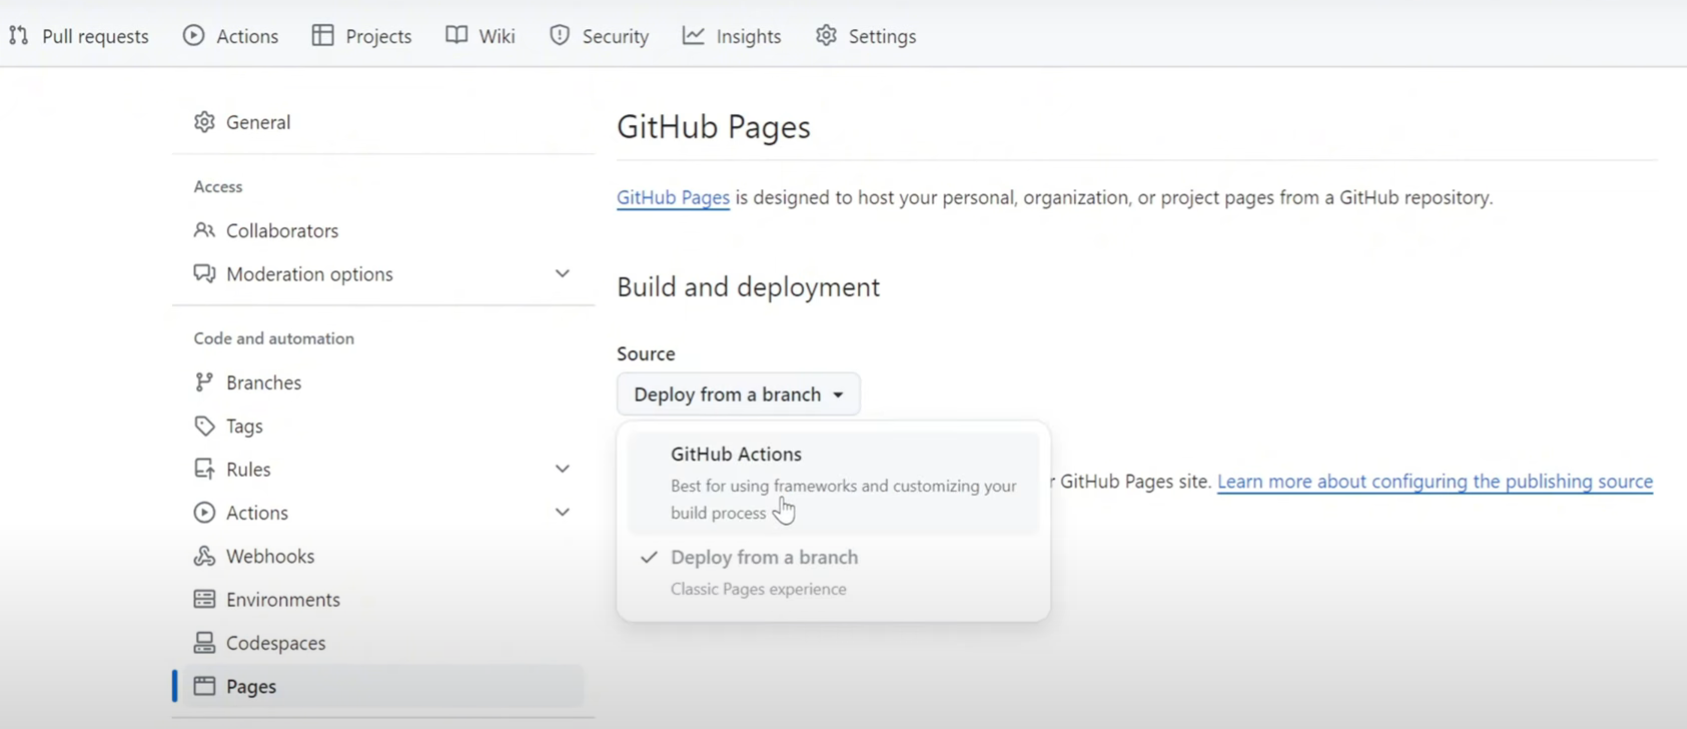 Pull requests Actions Projects Wiki Security Insights Settings
General
Access
Collaborators
Moderation options
Code and automation
Branches
Tags
Rules
Actions
Webhooks
Environments
Codespaces
Pages
GitHub Pages
GitHub Pages is designed to host your personal, organization, or project pages from a GitHub repository.
Build and deployment
Source
Deploy from a branch
GitHub Actions
Best for using frameworks and customizing your
build process
r GitHub Pages site. Learn more about configuring the publishing source
Deploy from a branch
Classic Pages experience